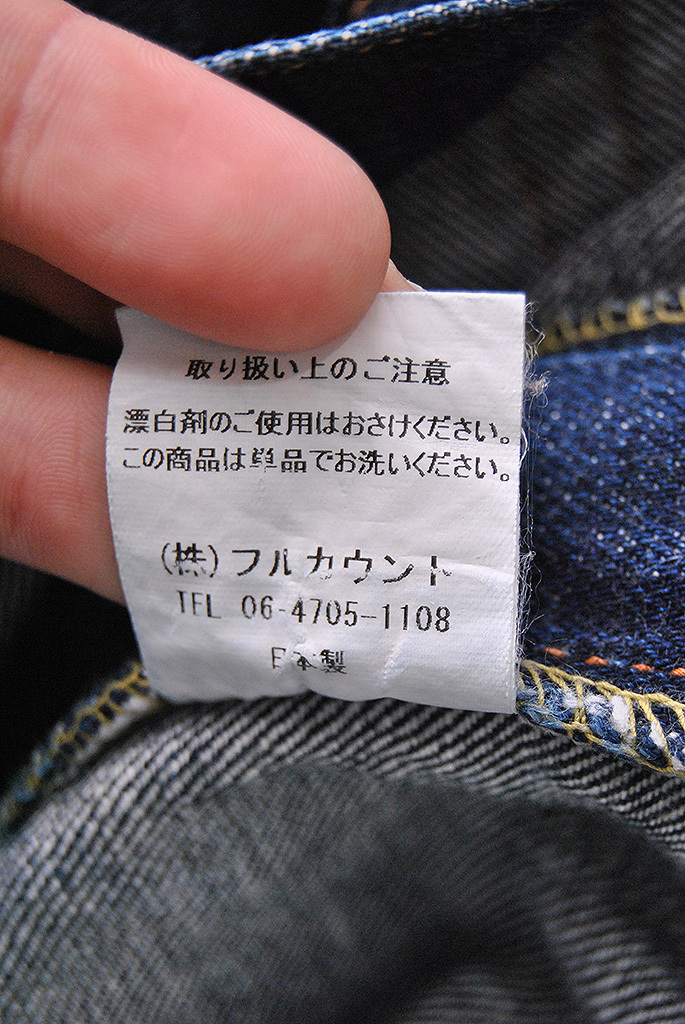 取り扱い上のご注意
漂白剤のご使用はおさけください。
この商品は単品でお洗いください。
(株)フルカウント
TEL 06-4705-1108
日本製